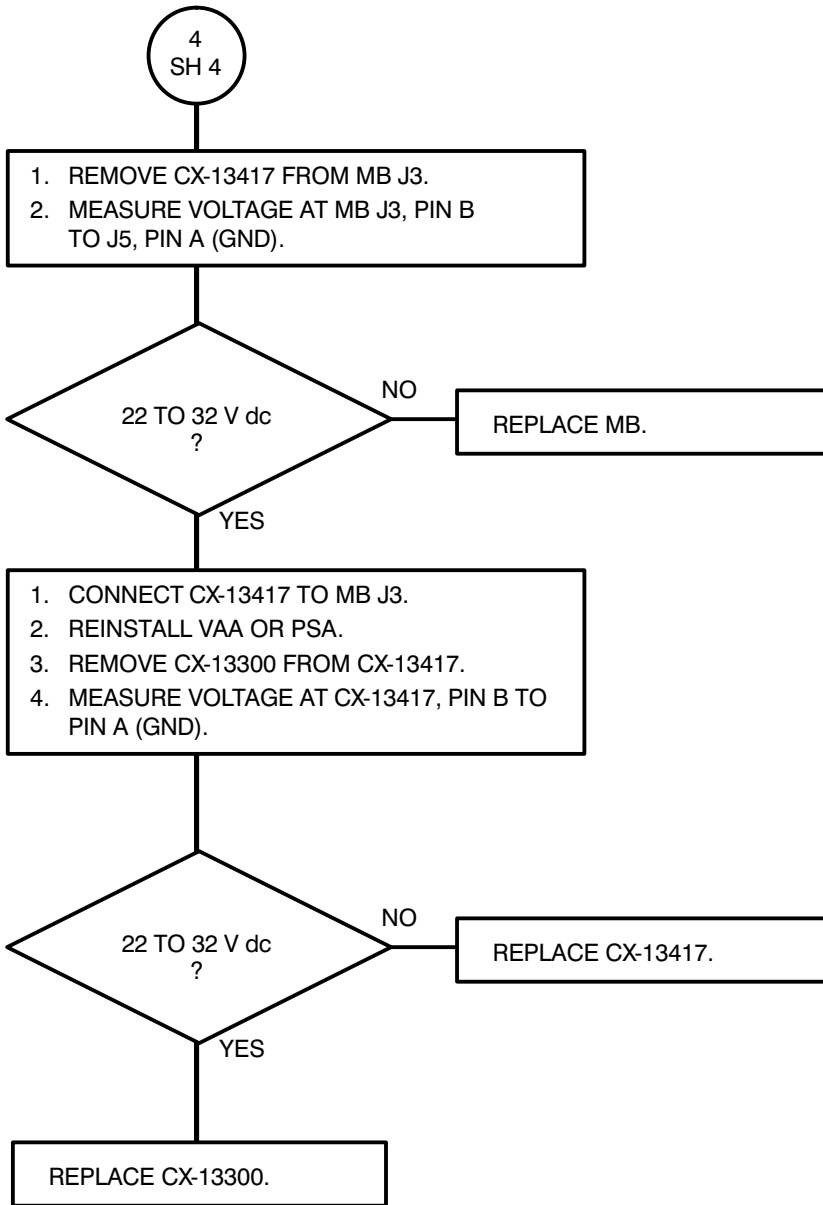 4
SH 4
1. REMOVE CX-13417 FROM MB J3.
2. MEASURE VOLTAGE AT MB J3, PIN B
TO J5, PIN A (GND).
22 TO 32 V dc
?
NO
REPLACE MB.
YES
1. CONNECT CX-13417 TO MB J3.
2. REINSTALL VAA OR PSA.
3. REMOVE CX-13300 FROM CX-13417.
4. MEASURE VOLTAGE AT CX-13417, PIN B TO
PIN A (GND).
22 TO 32 V dc
?
NO
REPLACE CX-13417.
YES
REPLACE CX-13300.